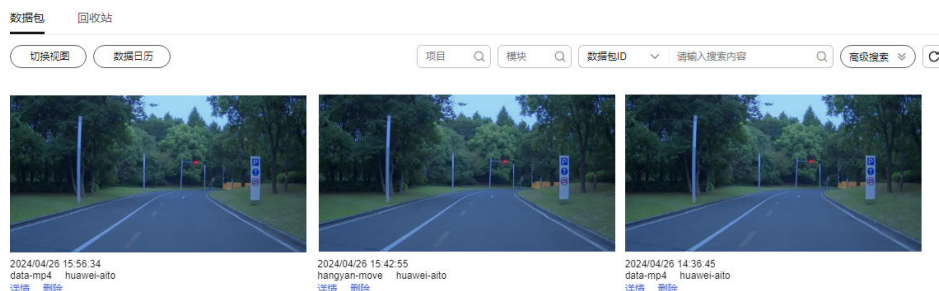 数据包 回收站
切换视图 数据日历 项目 模块 数据包ID 请输入搜索内容 高级搜索
2024/04/26 15:56:34 2024/04/26 15:42:55 2024/04/26 14:36:45
data-mp4 huawei-aito hangyan-move huawei-aito data-mp4 huawei-aito
详情 删除 详情 删除 详情 删除